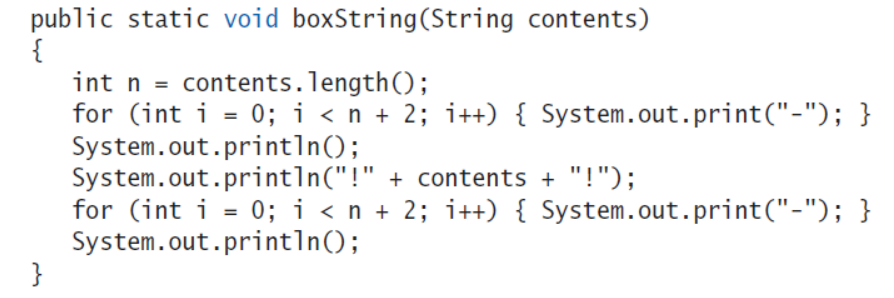 public static void boxString(String contents)
{
   int n = contents.length();
   for (int i = 0; i < n + 2; i++) { System.out.print("-"); }
   System.out.println();
   System.out.println("!" + contents + "!");
   for (int i = 0; i < n + 2; i++) { System.out.print("-"); }
   System.out.println();
}